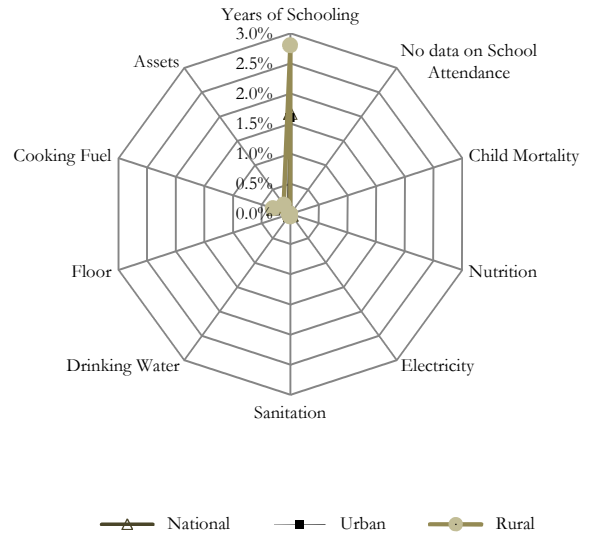 Years of Schooling
3.0%
2.5%
2.0%
1.5%
1.0%
0.5%
0.0%
No data on School
Attendance
Child Mortality
Nutrition
Electricity
Sanitation
Drinking Water
Floor
Cooking Fuel
Assets
National Urban Rural